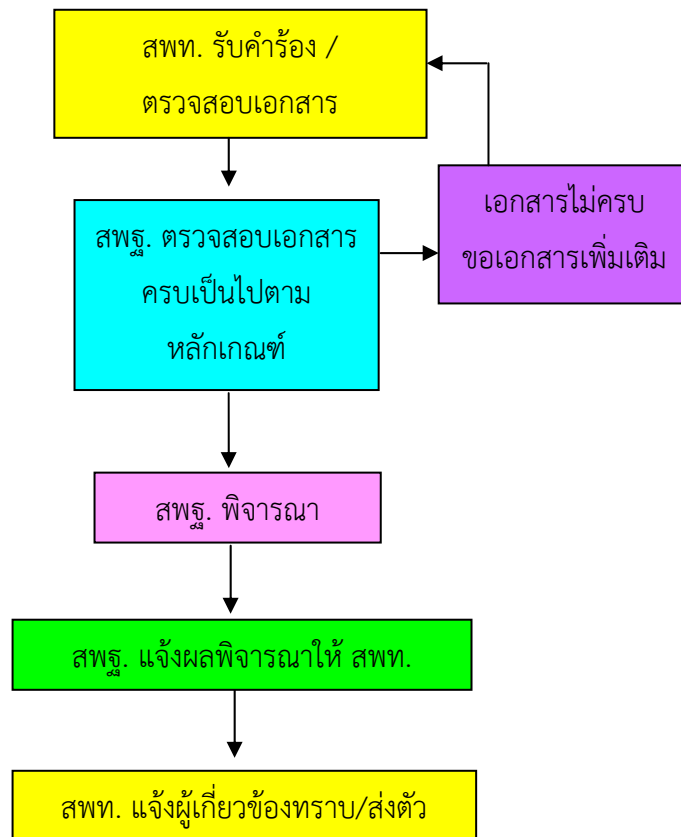 สพท. รับคำร้อง /
ตรวจสอบเอกสาร
เอกสารไม่ครบ
ขอเอกสารเพิ่มเติม
สพฐ. ตรวจสอบเอกสาร
ครบเป็นไปตาม
หลักเกณฑ์
สพฐ. พิจารณา
สพฐ. แจ้งผลพิจารณาให้ สพท.
สพท. แจ้งผู้เกี่ยวข้องทราบ/ส่งตัว